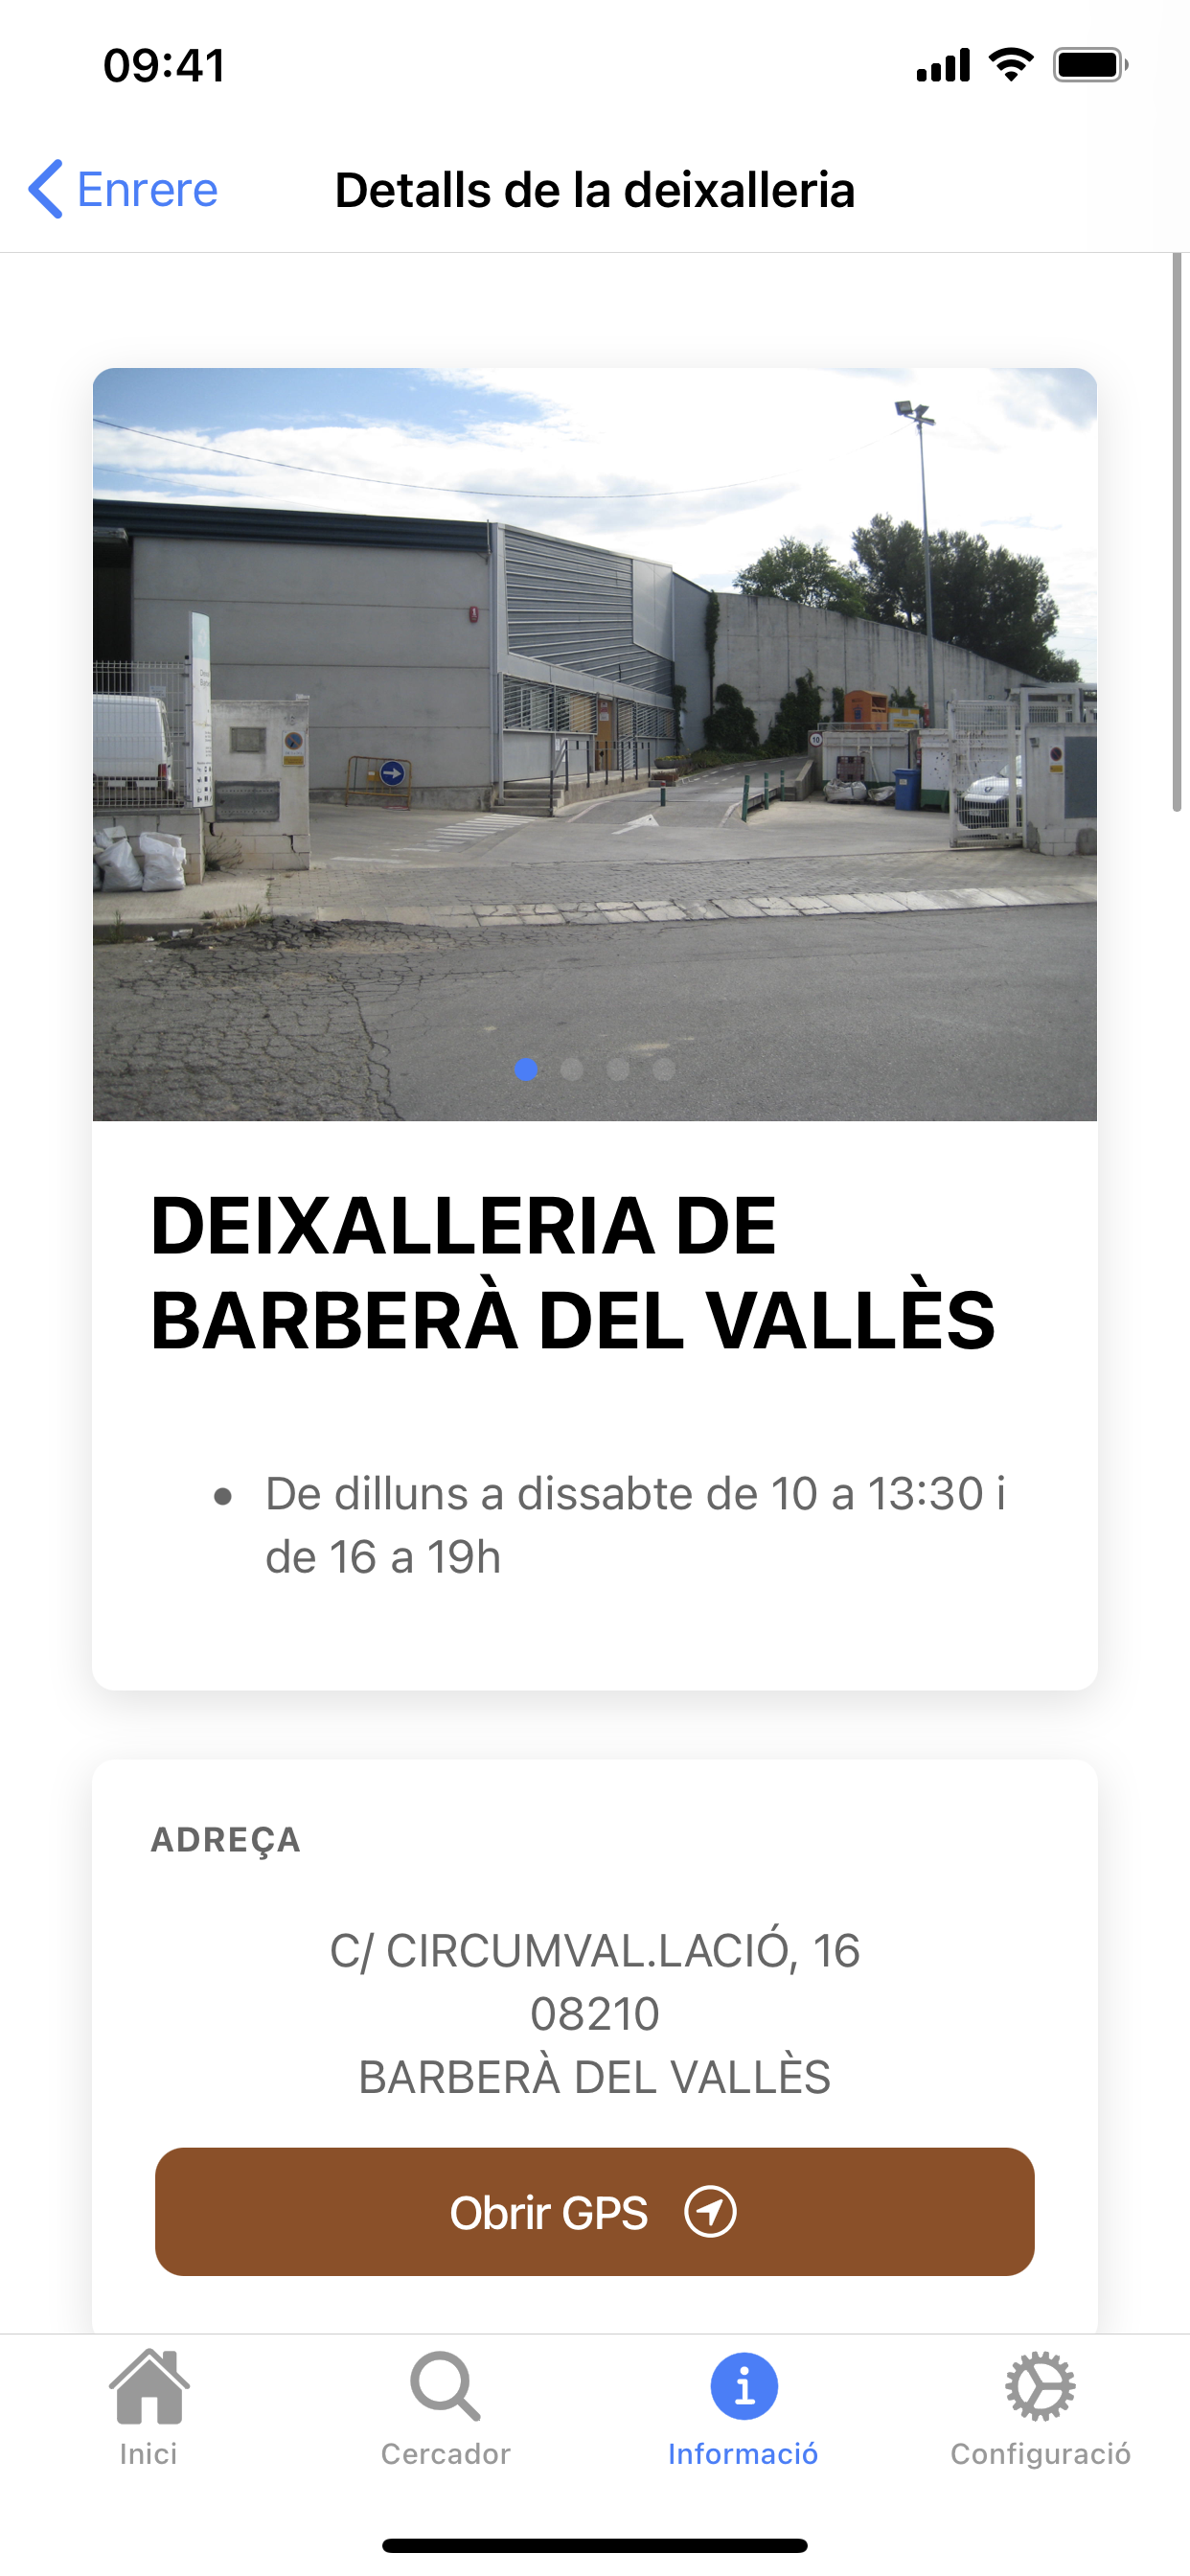 09:41
Enrere
Detalls de la deixalleria
10
DEIXALLERIA DE
BARBERÀ DEL VALLÈS
• De dilluns a dissabte de 10 a 13:30 i
de 16 a 19h
ADREÇA
C/ CIRCUMVAL.LACIÓ, 16
08210
BARBERÀ DEL VALLÈS
Obrir GPS
Inici
Cercador
Informació
Configuració